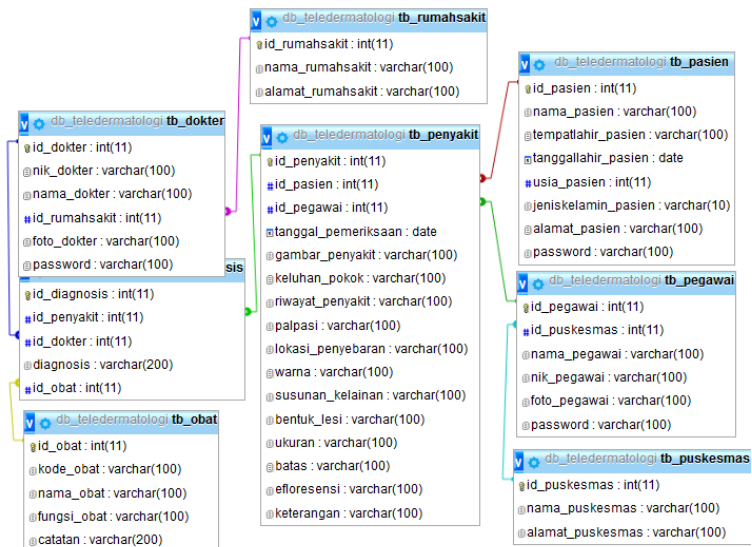 db_teledermatologi tb_rumahsakit
id_rumahsakit : int(11)
nama_rumahsakit : varchar(100)
alamat_rumahsakit : varchar(100)
db_teledermatologi tb_dokter
id_dokter : int(11)
nik_dokter : varchar(100)
nama_dokter : varchar(100)
id_rumahsakit : int(11)
foto_dokter : varchar(100)
password : varchar(100)
sis
id_diagnosis : int(11)
id_penyakit : int(11)
id_dokter : int(11)
diagnosis : varchar(200)
id_obat : int(11)
db_teledermatologi tb_obat
id_obat : int(11)
kode_obat : varchar(100)
nama_obat : varchar(100)
fungsi_obat : varchar(100)
catatan : varchar(200)
db_teledermatologi tb_penyakit
id_penyakit : int(11)
id_pasien : int(11)
id_pegawai : int(11)
tanggal_pemeriksaan : date
gambar_penyakit : varchar(100)
keluhan_pokok : varchar(100)
riwayat_penyakit : varchar(100)
palpasi : varchar(100)
lokasi_penyebaran : varchar(100)
warna : varchar(100)
susunan_kelainan : varchar(100)
bentuk_lesi : varchar(100)
ukuran : varchar(100)
batas : varchar(100)
efloresensi : varchar(100)
keterangan : varchar(100)
db_teledermatologi tb_pasien
id_pasien : int(11)
nama_pasien : varchar(100)
tempatlahir_pasien : varchar(100)
tanggallahir_pasien : date
usia_pasien : int(11)
jeniskelamin_pasien : varchar(10)
alamat_pasien : varchar(100)
password : varchar(100)
db_teledermatologi tb_pegawai
id_pegawai : int(11)
id_puskesmas : int(11)
nama_pegawai : varchar(100)
nik_pegawai : varchar(100)
foto_pegawai : varchar(100)
password : varchar(100)
db_teledermatologi tb_puskesmas
id_puskesmas : int(11)
nama_puskesmas : varchar(100)
alamat_puskesmas : varchar(100)